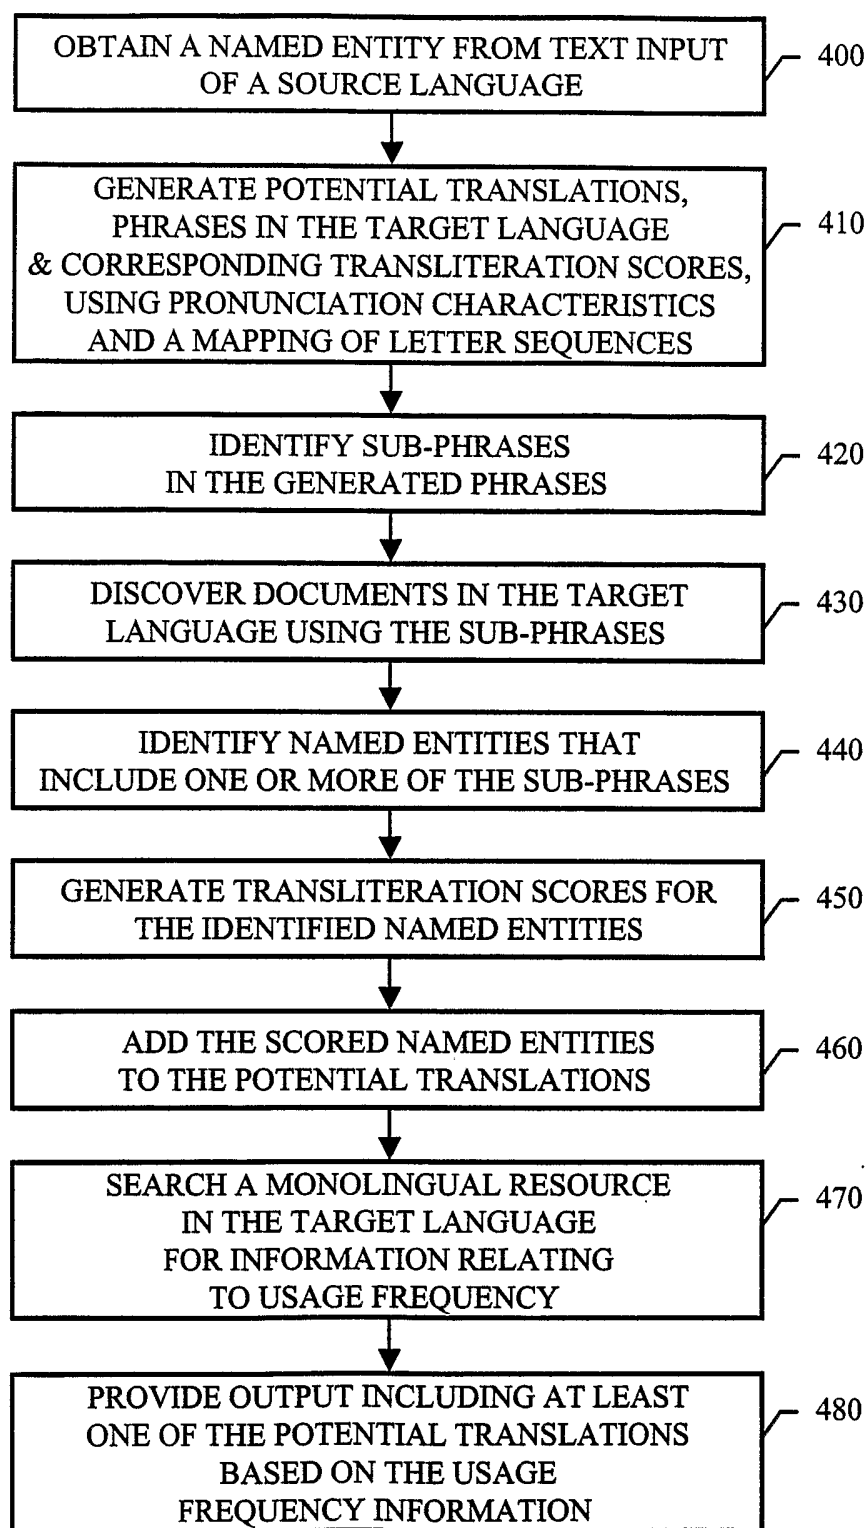 OBTAIN A NAMED ENTITY FROM TEXT INPUT
OF A SOURCE LANGUAGE
400
GENERATE POTENTIAL TRANSLATIONS,
PHRASES IN THE TARGET LANGUAGE
& CORRESPONDING TRANSLITERATION SCORES,
USING PRONUNCIATION CHARACTERISTICS
AND A MAPPING OF LETTER SEQUENCES
410
IDENTIFY SUB-PHRASES
IN THE GENERATED PHRASES
420
DISCOVER DOCUMENTS IN THE TARGET
LANGUAGE USING THE SUB-PHRASES
430
IDENTIFY NAMED ENTITIES THAT
INCLUDE ONE OR MORE OF THE SUB-PHRASES
440
GENERATE TRANSLITERATION SCORES FOR
THE IDENTIFIED NAMED ENTITIES
450
ADD THE SCORED NAMED ENTITIES
TO THE POTENTIAL TRANSLATIONS
460
SEARCH A MONOLINGUAL RESOURCE
IN THE TARGET LANGUAGE
FOR INFORMATION RELATING
TO USAGE FREQUENCY
470
PROVIDE OUTPUT INCLUDING AT LEAST
ONE OF THE POTENTIAL TRANSLATIONS
BASED ON THE USAGE
FREQUENCY INFORMATION
480